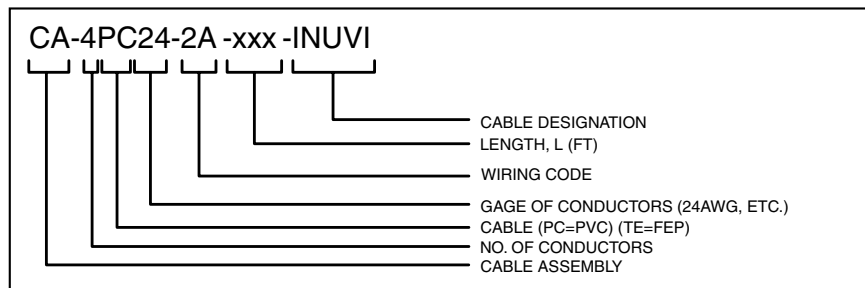 CA-4PC24-2A -xxx -INUVI
CABLE DESIGNATION
LENGTH, L (FT)
WIRING CODE
GAGE OF CONDUCTORS (24AWG, ETC.)
CABLE (PC=PVC) (TE=FEP)
NO. OF CONDUCTORS
CABLE ASSEMBLY